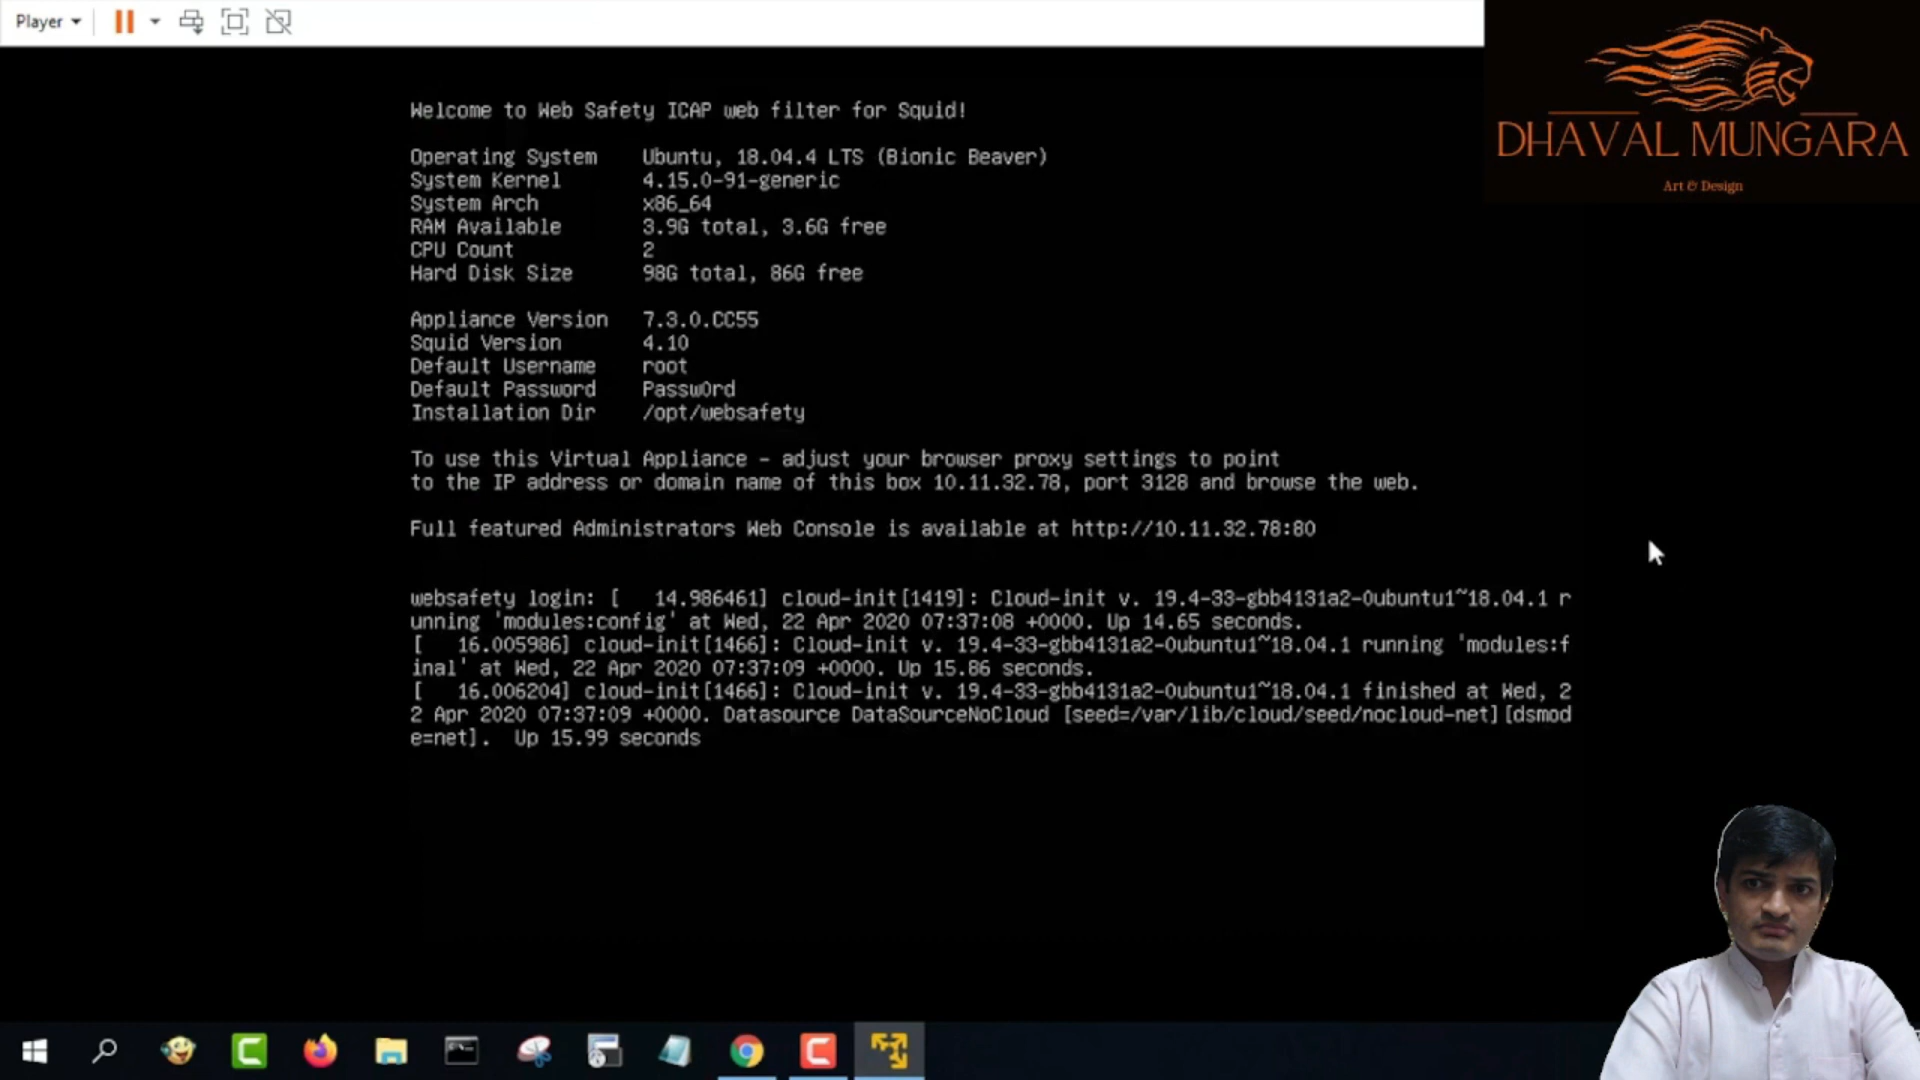 Player
DHAVAL MUNGARA
Art & Design
Welcome to Web Safety ICAP web filter for Squid!
Operating System Ubuntu, 18.04.4 LTS (Bionic Beaver)
System Kernel 4.15.0-91-generic
System Arch x86_64
RAM Available 3.9G total, 3.6G free
CPU Count 2
Hard Disk Size 98G total, 86G free
Appliance Version 7.3.0.CC55
Squid Version 4.10
Default Username root
Default Password Passw0rd
Installation Dir /opt/websafety
To use this Virtual Appliance - adjust your browser proxy settings to point
to the IP address or domain name of this box 10.11.32.78, port 3128 and browse the web.
Full featured Administrators Web Console is available at http://10.11.32.78:80
websafety login: [ 14.986461] cloud-init[1419]: Cloud-init v. 19.4-33-gbb4131a2-0ubuntu1~18.04.1 r
unning 'modules:config' at Wed, 22 Apr 2020 07:37:08 +0000. Up 14.65 seconds.
[ 16.005986] cloud-init[1466]: Cloud-init v. 19.4-33-gbb4131a2-0ubuntu1~18.04.1 running 'modules:f
inal' at Wed, 22 Apr 2020 07:37:09 +0000. Up 15.86 seconds.
[ 16.006204] cloud-init[1466]: Cloud-init v. 19.4-33-gbb4131a2-0ubuntu1~18.04.1 finished at Wed, 2
2 Apr 2020 07:37:09 +0000. Datasource DataSourceNoCloud [seed=/var/lib/cloud/seed/nocloud-net][dsmod
e=net]. Up 15.99 seconds